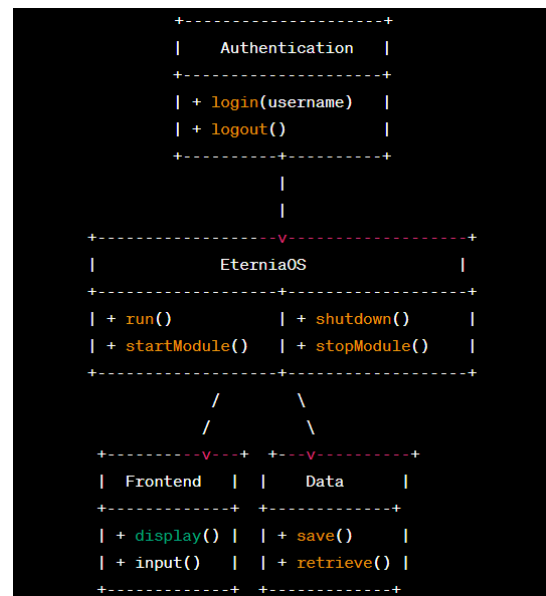 +---------------------+
|    Authentication   |
+---------------------+
| + login(username)   |
| + logout()          |
+----------+----------+
|
|
+-------------------v-------------------+
|             EterniaOS                |
+-------------------+-------------------+
| + run()           | + shutdown()      |
| + startModule()   | + stopModule()    |
+-------------------+-------------------+
/        \
/          \
+----------v---+  +---v----------+
|  Frontend   |  |    Data      |
+-------------+  +-------------+
| + display() |  | + save()     |
| + input()   |  | + retrieve() |
+-------------+  +-------------+